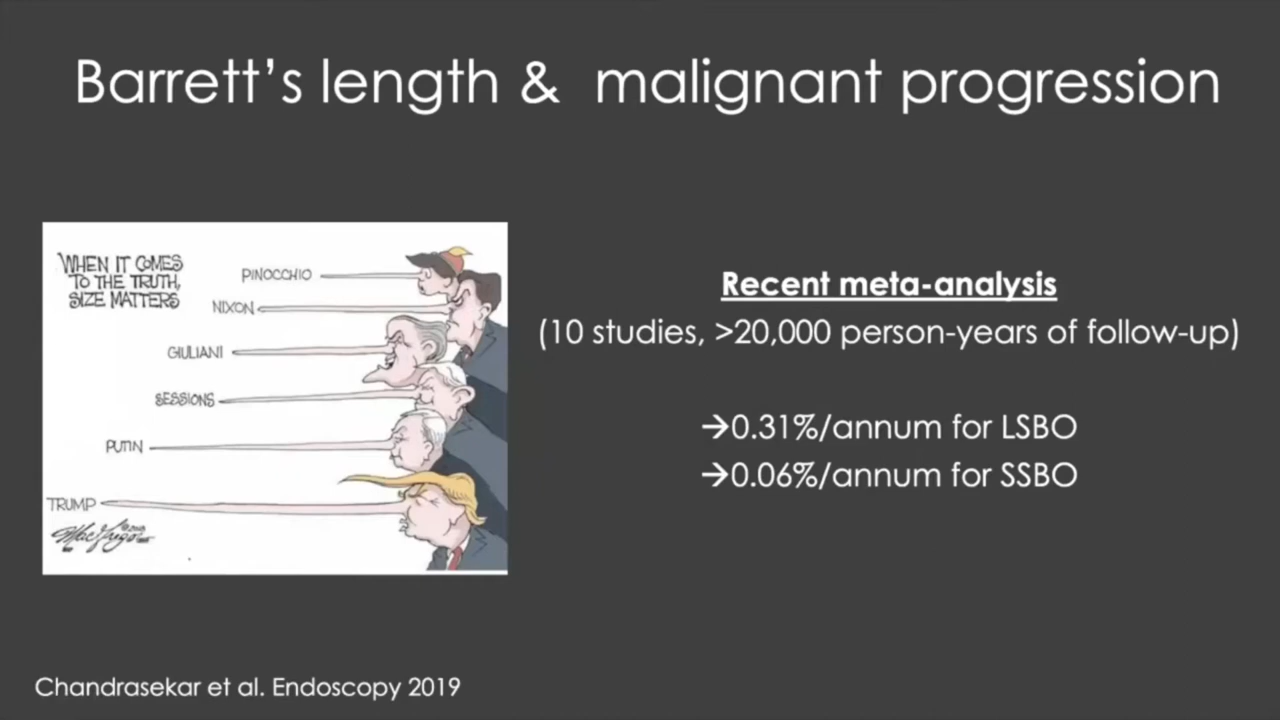 Barrett's length & malignant progression
WHEN IT COMES
TO THE TRUTH,
SIZE MATTERS
PINOCCHIO
NIXON
GIULIANI
SESSIONS
PUTIN
TRUMP
Recent meta-analysis
(10 studies, >20,000 person-years of follow-up)
→0.31%/annum for LSBO
→0.06%/annum for SSBO
Chandrasekar et al. Endoscopy 2019